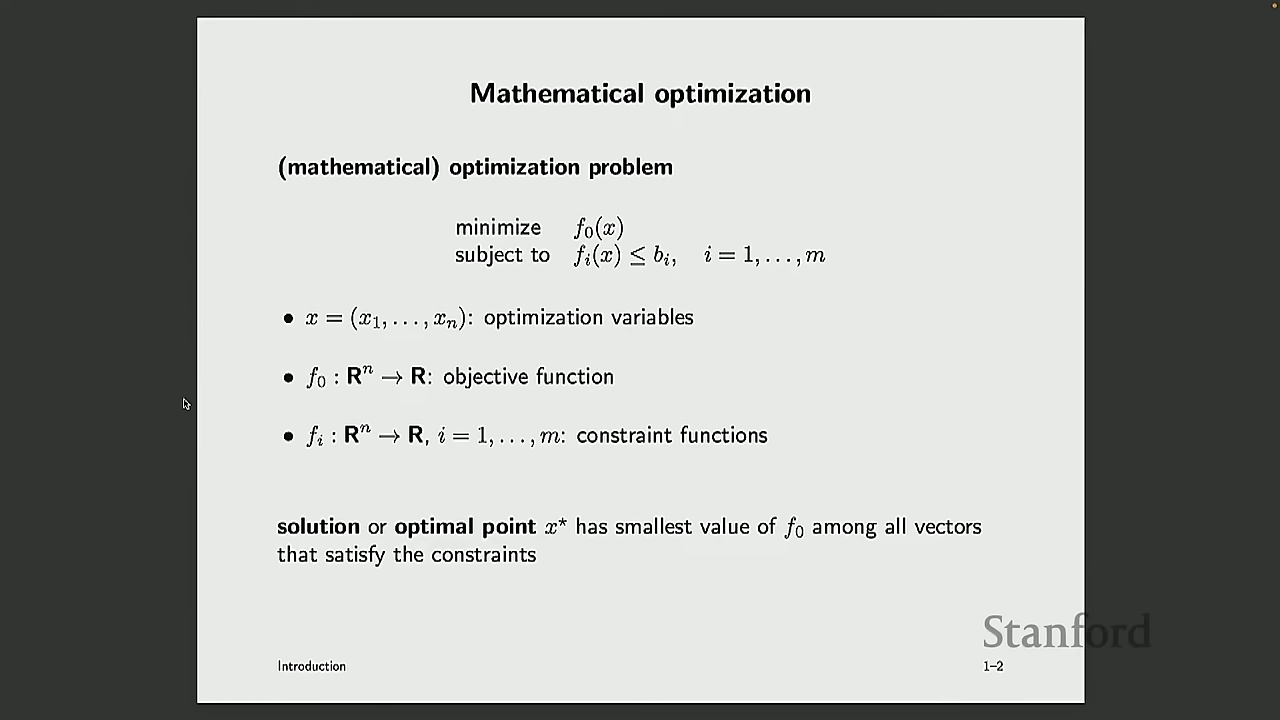 Mathematical optimization
(mathematical) optimization problem
minimize f₀(x)
subject to fᵢ(x) ≤ bᵢ, i = 1, . . . , m
• x = (x₁, . . . , xₙ): optimization variables
• f₀ : Rⁿ → R: objective function
• fᵢ : Rⁿ → R, i = 1, . . . , m: constraint functions
solution or optimal point x⋆ has smallest value of f₀ among all vectors
that satisfy the constraints
Stanford
Introduction 1–2